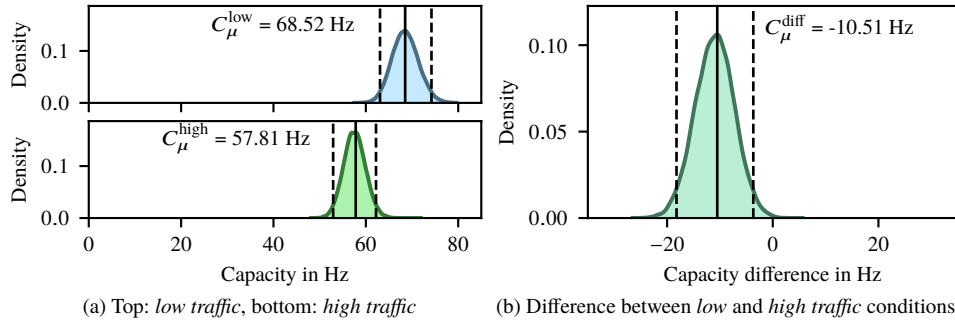 C_μ^low = 68.52 Hz
Density
0.1
0.0
C_μ^high = 57.81 Hz
Density
0.1
0.0
0 20 40 60 80
Capacity in Hz
(a) Top: low traffic, bottom: high traffic
C_μ^diff = -10.51 Hz
Density
0.10
0.05
0.00
−20 0 20
Capacity difference in Hz
(b) Difference between low and high traffic conditions